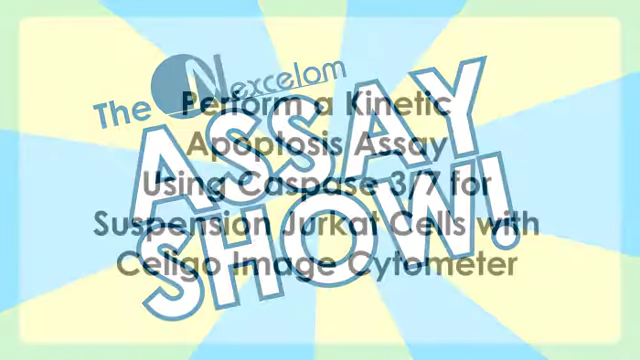 The Nexcelom
ASSAY
SHOW!
Perform a Kinetic
Apoptosis Assay
Using Caspase 3/7 for
Suspension Jurkat Cells with
Celigo Image Cytometer